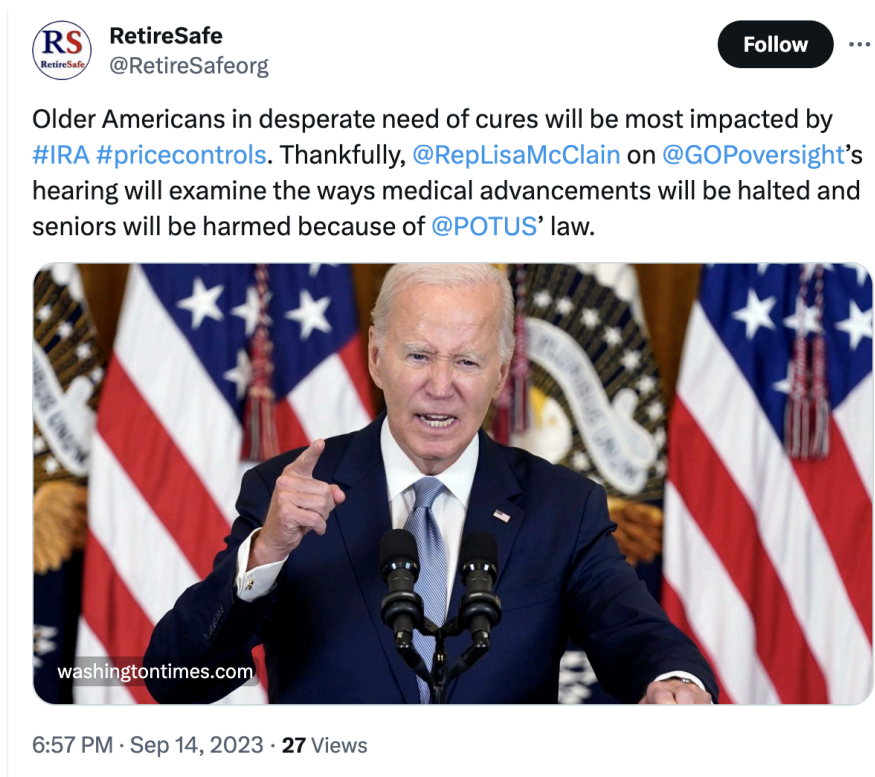 RS
RetireSafe
RetireSafe
@RetireSafeorg
Follow
Older Americans in desperate need of cures will be most impacted by
#IRA #pricecontrols. Thankfully, @RepLisaMcClain on @GOPoversight's
hearing will examine the ways medical advancements will be halted and
seniors will be harmed because of @POTUS' law.
PLURIBUS UNUM
washingtontimes.com
6:57 PM · Sep 14, 2023 · 27 Views